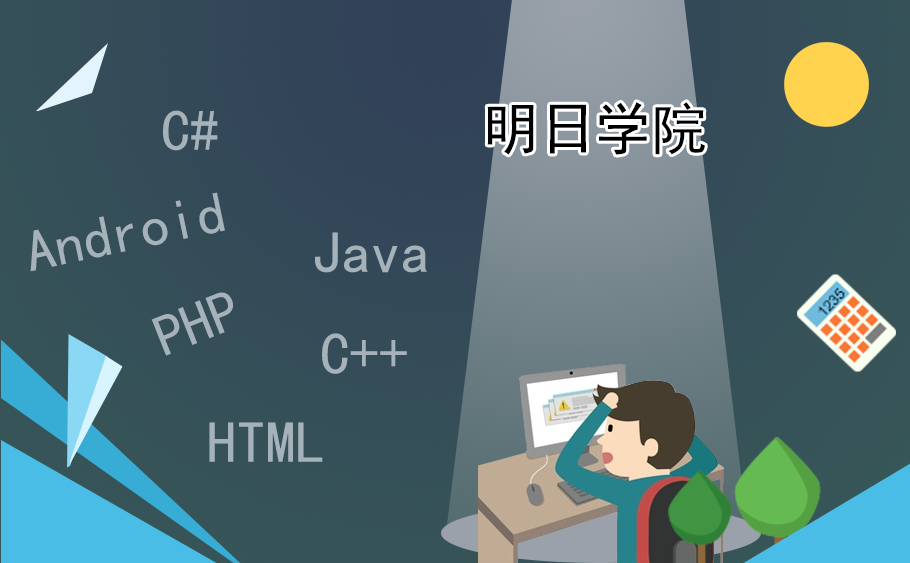 明日学院
C#
Android
Java
PHP
C++
HTML
1235